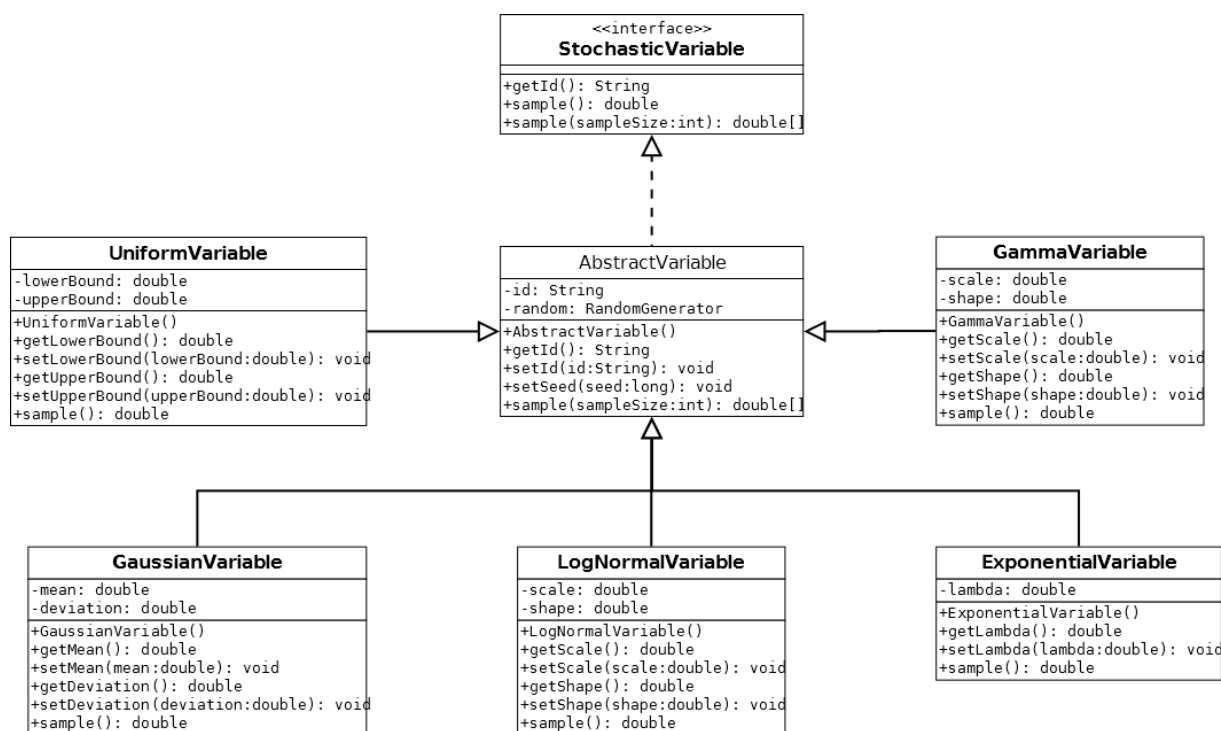 <<interface>>
StochasticVariable
+getId(): String
+sample(): double
+sample(sampleSize:int): double[]
UniformVariable
-lowerBound: double
-upperBound: double
+UniformVariable()
+getLowerBound(): double
+setLowerBound(lowerBound:double): void
+getUpperBound(): double
+setUpperBound(upperBound:double): void
+sample(): double
AbstractVariable
-id: String
-random: RandomGenerator
+AbstractVariable()
+getId(): String
+setId(id:String): void
+setSeed(seed:long): void
+sample(sampleSize:int): double[]
GammaVariable
-scale: double
-shape: double
+GammaVariable()
+getScale(): double
+setScale(scale:double): void
+getShape(): double
+setShape(shape:double): void
+sample(): double
GaussianVariable
-mean: double
-deviation: double
+GaussianVariable()
+getMean(): double
+setMean(mean:double): void
+getDeviation(): double
+setDeviation(deviation:double): void
+sample(): double
LogNormalVariable
-scale: double
-shape: double
+LogNormalVariable()
+getScale(): double
+setScale(scale:double): void
+getShape(): double
+setShape(shape:double): void
+sample(): double
ExponentialVariable
-lambda: double
+ExponentialVariable()
+getLambda(): double
+setLambda(lambda:double): void
+sample(): double